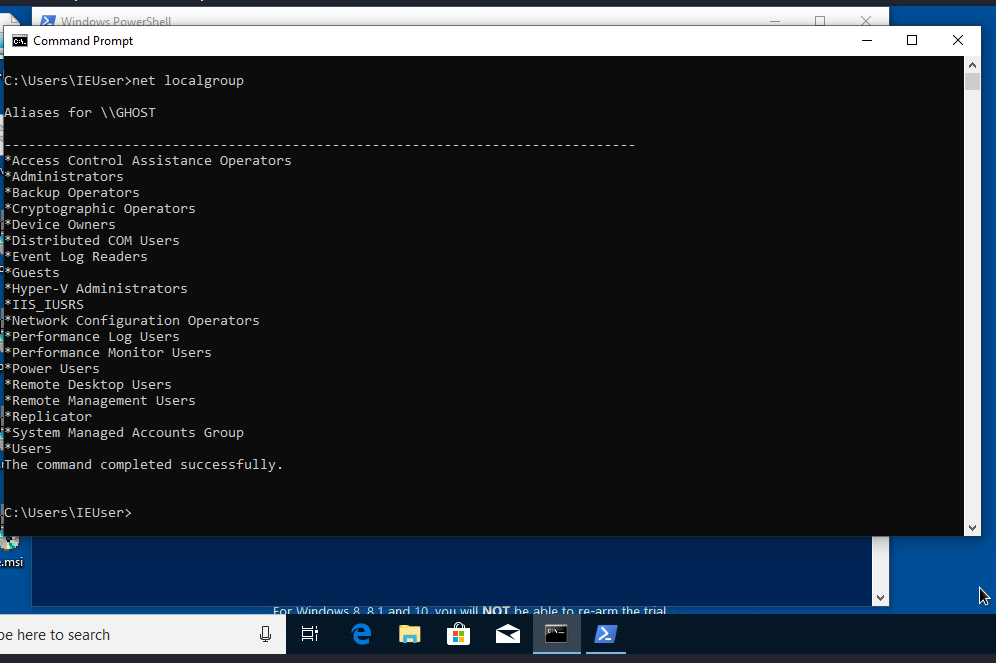 Windows PowerShell
Command Prompt
C:\Users\IEUser>net localgroup
Aliases for \\GHOST
-------------------------------------------------------------------------------
*Access Control Assistance Operators
*Administrators
*Backup Operators
*Cryptographic Operators
*Device Owners
*Distributed COM Users
*Event Log Readers
*Guests
*Hyper-V Administrators
*IIS_IUSRS
*Network Configuration Operators
*Performance Log Users
*Performance Monitor Users
*Power Users
*Remote Desktop Users
*Remote Management Users
*Replicator
*System Managed Accounts Group
*Users
The command completed successfully.
C:\Users\IEUser>
.msi
For Windows 8, 8.1 and 10, you will NOT be able to re-arm the trial
pe here to search